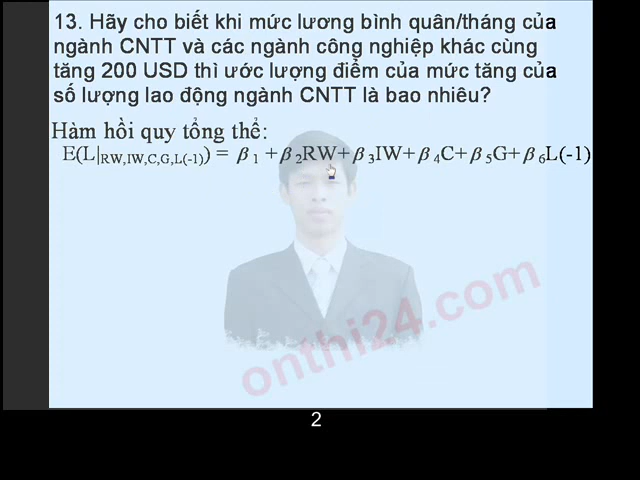 13. Hãy cho biết khi mức lương bình quân/tháng của
ngành CNTT và các ngành công nghiệp khác cùng
tăng 200 USD thì ước lượng điểm của mức tăng của
số lượng lao động ngành CNTT là bao nhiêu?
Hàm hồi quy tổng thể:
E(L|RW,IW,C,G,L(-1)) = β1 +β2RW+β3IW+β4C+β5G+β6L(-1)
onthi24.com
2